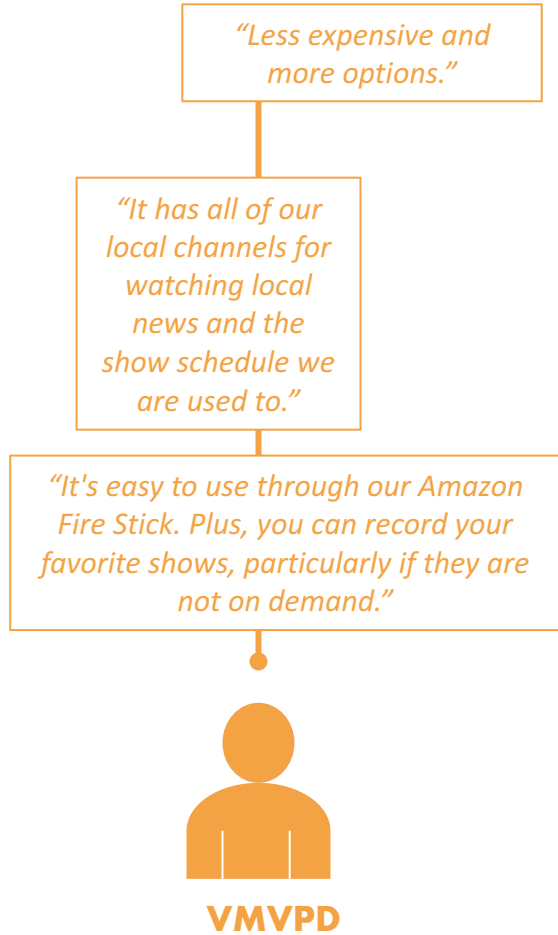 “Less expensive and
more options.”
“It has all of our
local channels for
watching local
news and the
show schedule we
are used to.”
“It's easy to use through our Amazon
Fire Stick. Plus, you can record your
favorite shows, particularly if they are
not on demand.”
VMVPD